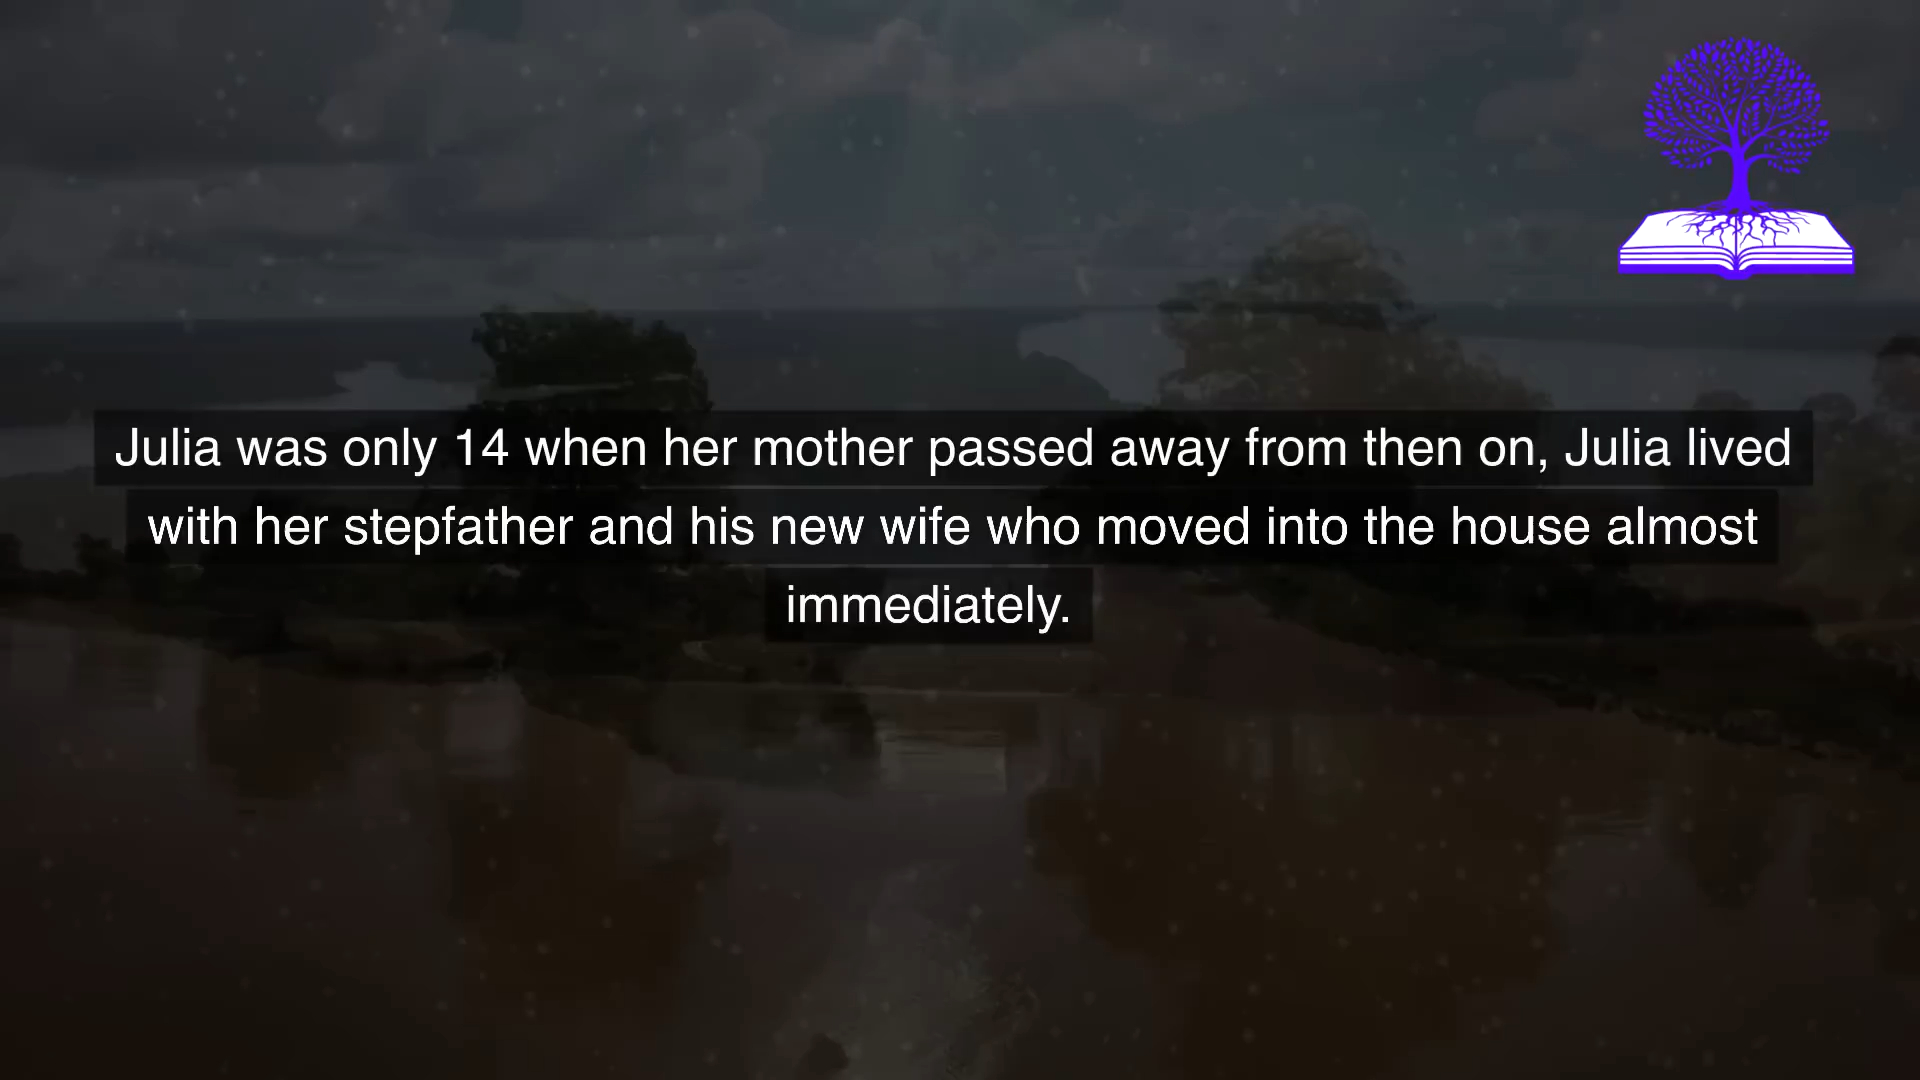 Julia was only 14 when her mother passed away from then on, Julia lived
with her stepfather and his new wife who moved into the house almost
immediately.